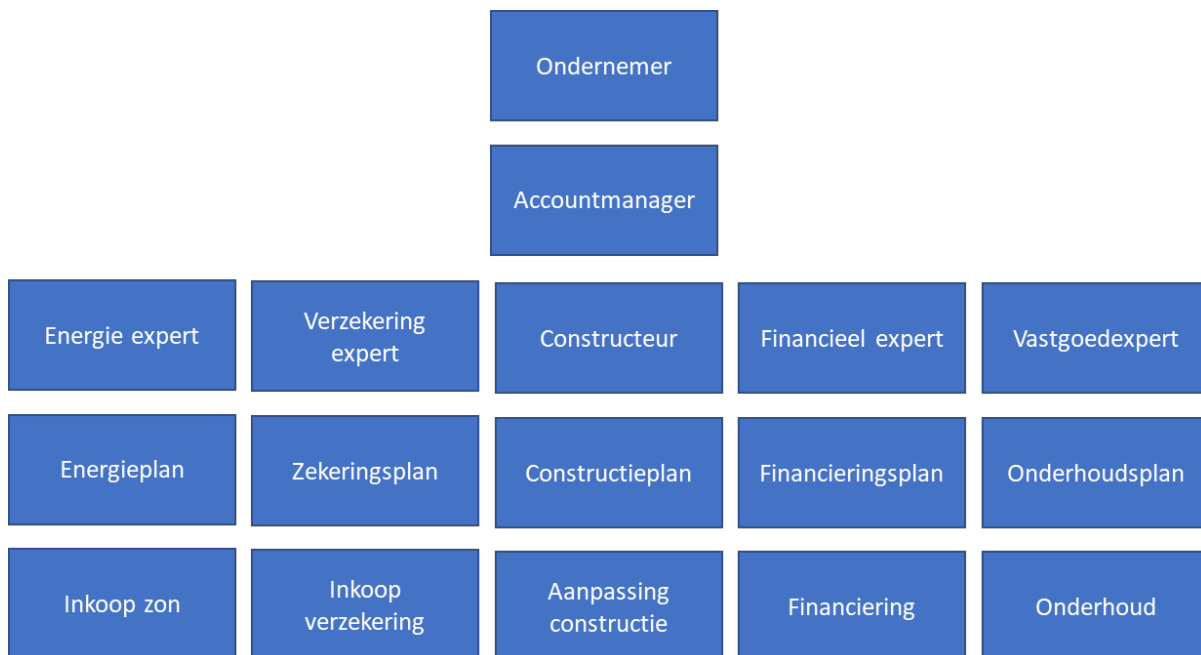 Ondernemer
Accountmanager
Energie expert
Verzekering
expert
Constructeur
Financieel expert
Vastgoedexpert
Energieplan
Zekeringsplan
Constructieplan
Financieringsplan
Onderhoudsplan
Inkoop zon
Inkoop
verzekering
Aanpassing
constructie
Financiering
Onderhoud